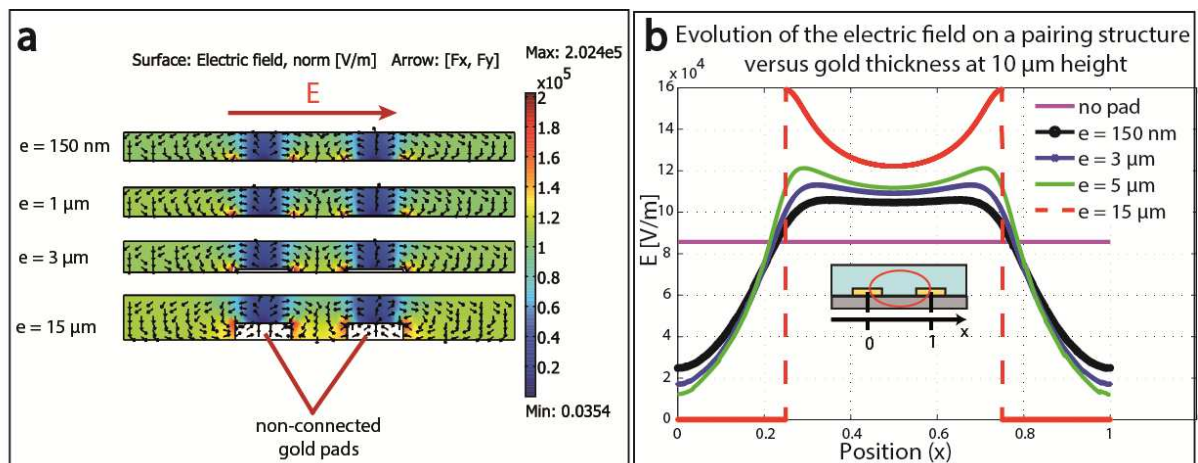 a
Surface: Electric field, norm [V/m] Arrow: [Fx, Fy]
Max: 2.024e5
x10⁵
E
e = 150 nm
e = 1 µm
e = 3 µm
e = 15 µm
2
1.8
1.6
1.4
1.2
1
0.8
0.6
0.4
0.2
Min: 0.0354
non-connected
gold pads
b
Evolution of the electric field on a pairing structure
versus gold thickness at 10 µm height
x 10⁴
16
14
12
10
8
6
4
2
0
E [V/m]
no pad
e = 150 nm
e = 3 µm
e = 5 µm
e = 15 µm
0
1
x
0
0.2
0.4
0.6
0.8
1
Position (x)